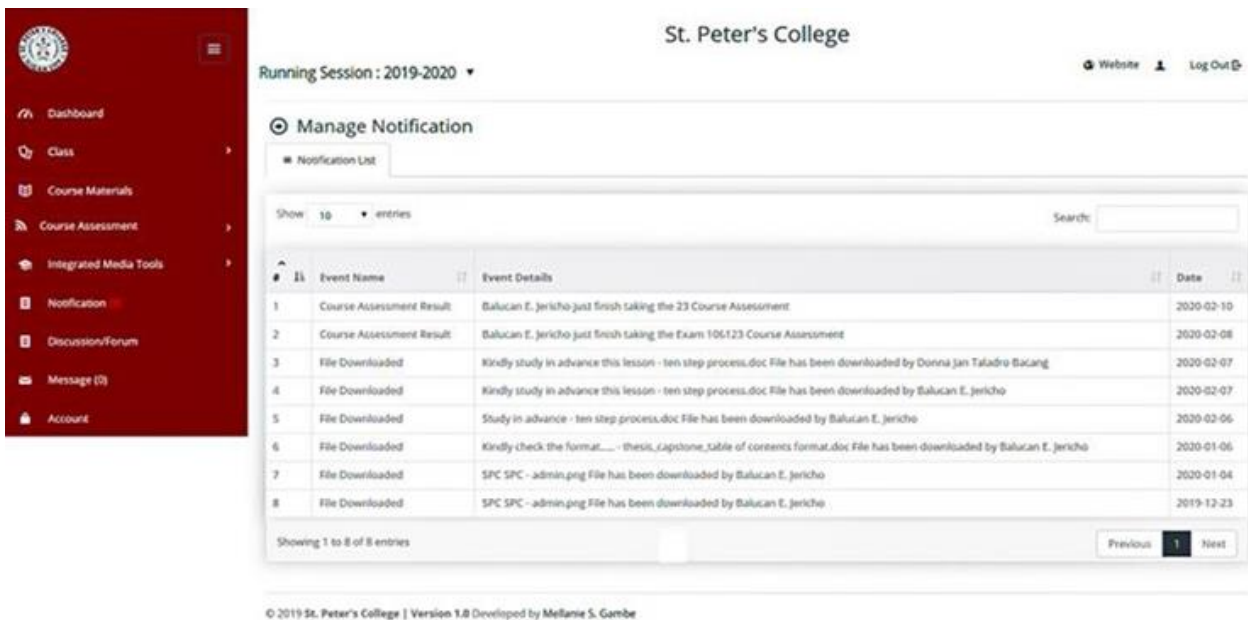 St. Peter's College
Running Session : 2019-2020
Website
Log Out
Dashboard
Class
Course Materials
Course Assessment
Integrated Media Tools
Notification
Discussion/Forum
Message (0)
Account
Manage Notification
Notification List
Show 10 entries
Search:
# Event Name Event Details Date
1 Course Assessment Result Balucan E. Jericho just finish taking the 23 Course Assessment 2020-02-10
2 Course Assessment Result Balucan E. Jericho just finish taking the Exam 106123 Course Assessment 2020-02-08
3 File Downloaded Kindly study in advance this lesson - ten step process.doc File has been downloaded by Donna Jan Taladro Bacang 2020-02-07
4 File Downloaded Kindly study in advance this lesson - ten step process.doc File has been downloaded by Balucan E. Jericho 2020-02-07
5 File Downloaded Study in advance - ten step process.doc File has been downloaded by Balucan E. Jericho 2020-02-06
6 File Downloaded Kindly check the format...... - thesis_capstone_table of contents format.doc File has been downloaded by Balucan E. Jericho 2020-01-06
7 File Downloaded SPC SPC - admin.png File has been downloaded by Balucan E. Jericho 2020-01-04
8 File Downloaded SPC SPC - admin.png File has been downloaded by Balucan E. Jericho 2019-12-23
Showing 1 to 8 of 8 entries
Previous 1 Next
© 2019 St. Peter's College | Version 1.0 Developed by Mellanie S. Gambe